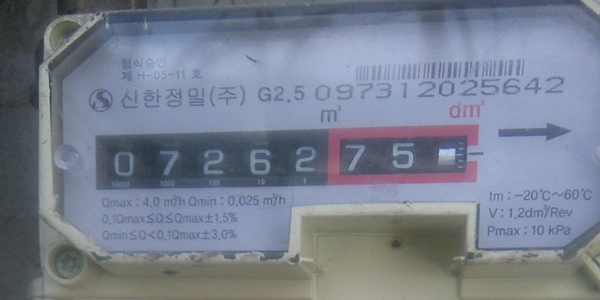 형식승인
제 H-05-11 호
신한정밀(주) G2.5 097312025642
m³ dm³
07262 75
10000 1000 100 10 1
Qmax : 4,0 m³/h Qmin : 0,025 m³/h
0,1Qmax≤Q≤Qmax±1,5%
Qmin≤Q<0,1Qmax±3,0%
tm : -20℃~60℃
V : 1,2dm³/Rev
Pmax : 10 kPa